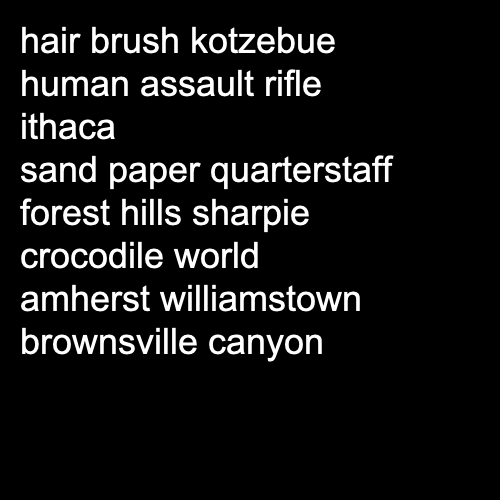 hair brush kotzebue
human assault rifle
ithaca
sand paper quarterstaff
forest hills sharpie
crocodile world
amherst williamstown
brownsville canyon